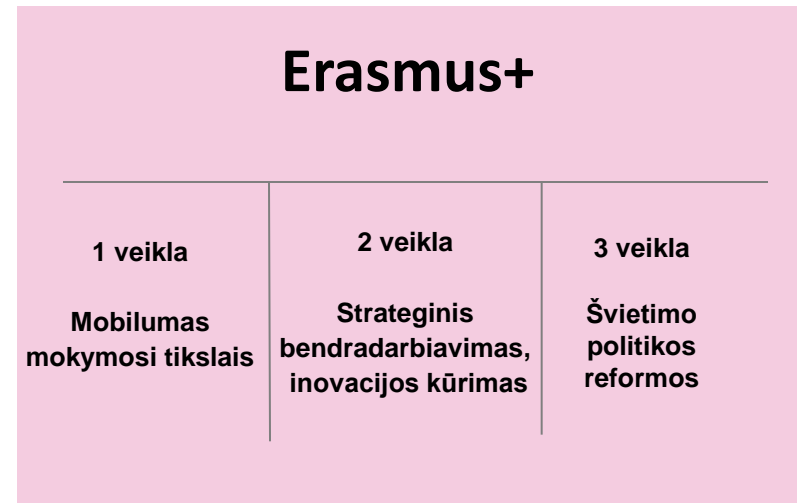 Erasmus+
1 veikla
Mobilumas
mokymosi tikslais
2 veikla
Strateginis
bendradarbiavimas,
inovacijos kūrimas
3 veikla
Švietimo
politikos
reformos